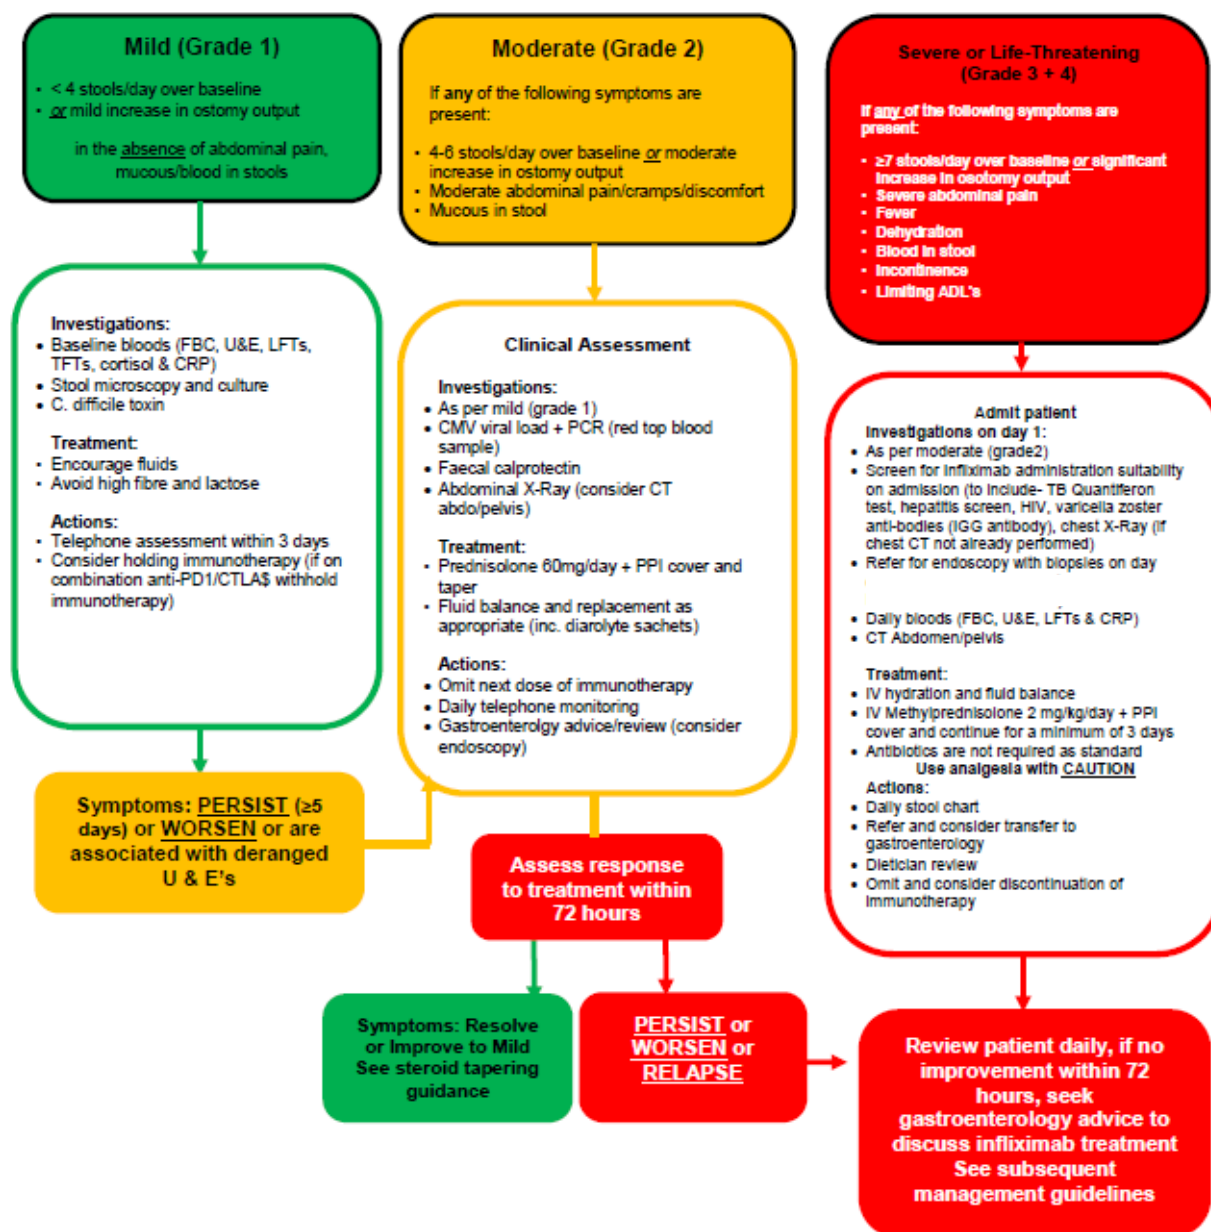 Mild (Grade 1)
• < 4 stools/day over baseline
• or mild increase in ostomy output
in the absence of abdominal pain,
mucous/blood in stools
Moderate (Grade 2)
If any of the following symptoms are
present:
• 4-6 stools/day over baseline or moderate
increase in ostomy output
• Moderate abdominal pain/cramps/discomfort
• Mucous in stool
Severe or Life-Threatening
(Grade 3 + 4)
If any of the following symptoms are
present:
• ≥7 stools/day over baseline or significant
increase in osotomy output
• Severe abdominal pain
• Fever
• Dehydration
• Blood in stool
• Incontinence
• Limiting ADL's
Investigations:
• Baseline bloods (FBC, U&E, LFTs,
TFTs, cortisol & CRP)
• Stool microscopy and culture
• C. difficile toxin
Treatment:
• Encourage fluids
• Avoid high fibre and lactose
Actions:
• Telephone assessment within 3 days
• Consider holding immunotherapy (if on
combination anti-PD1/CTLA$ withhold
immunotherapy)
Symptoms: PERSIST (≥5
days) or WORSEN or are
associated with deranged
U & E's
Clinical Assessment
Investigations:
• As per mild (grade 1)
• CMV viral load + PCR (red top blood
sample)
• Faecal calprotectin
• Abdominal X-Ray (consider CT
abdo/pelvis)
Treatment:
• Prednisolone 60mg/day + PPI cover and
taper
• Fluid balance and replacement as
appropriate (inc. diarolyte sachets)
Actions:
• Omit next dose of immunotherapy
• Daily telephone monitoring
• Gastroenterolgy advice/review (consider
endoscopy)
Assess response
to treatment within
72 hours
Symptoms: Resolve
or Improve to Mild
See steroid tapering
guidance
PERSIST or
WORSEN or
RELAPSE
Admit patient
Investigations on day 1:
• As per moderate (grade2)
• Screen for infliximab administration suitability
on admission (to include- TB Quantiferon
test, hepatitis screen, HIV, varicella zoster
anti-bodies (IGG antibody), chest X-Ray (if
chest CT not already performed)
• Refer for endoscopy with biopsies on day
• Daily bloods (FBC, U&E, LFTs & CRP)
• CT Abdomen/pelvis
Treatment:
• IV hydration and fluid balance
• IV Methylprednisolone 2 mg/kg/day + PPI
cover and continue for a minimum of 3 days
• Antibiotics are not required as standard
Use analgesia with CAUTION
Actions:
• Daily stool chart
• Refer and consider transfer to
gastroenterology
• Dietician review
• Omit and consider discontinuation of
immunotherapy
Review patient daily, if no
improvement within 72
hours, seek
gastroenterology advice to
discuss infliximab treatment
See subsequent
management guidelines